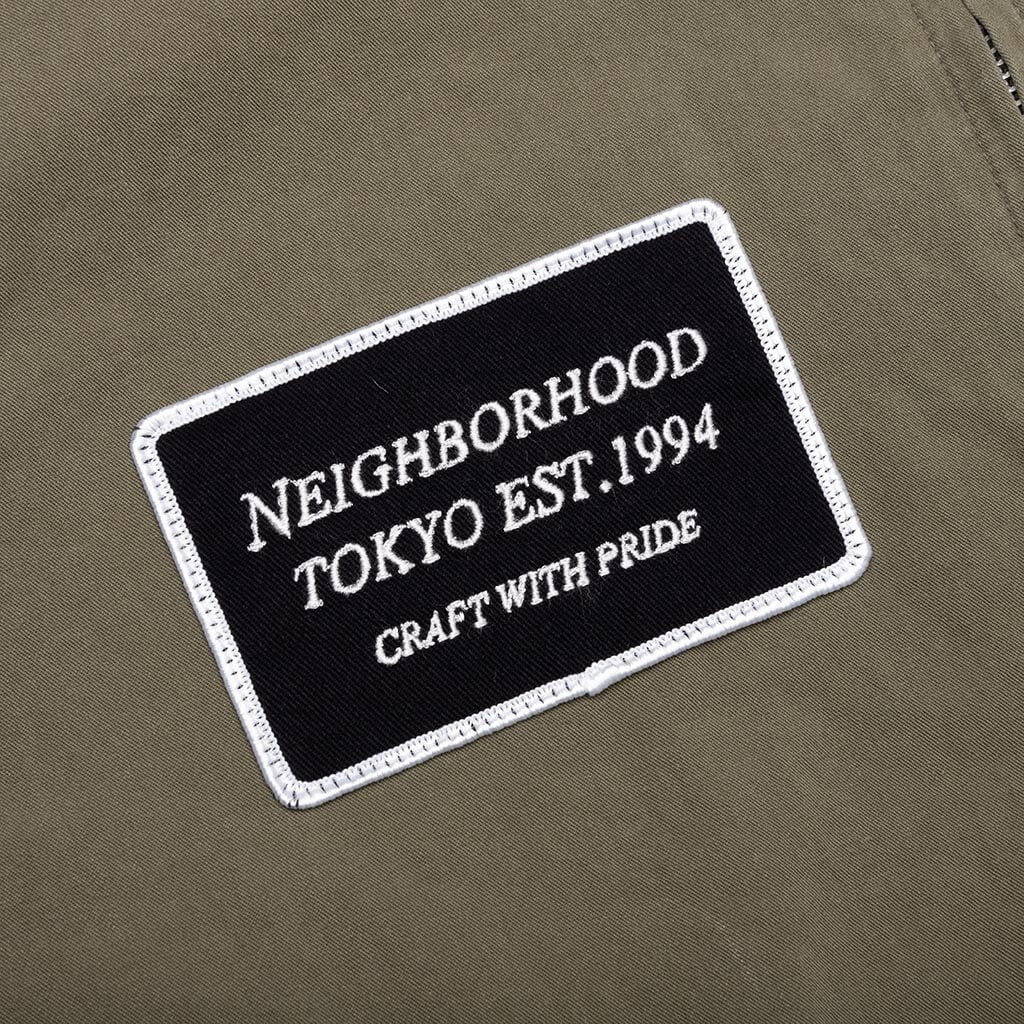 NEIGHBORHOOD
TOKYO EST.1994
CRAFT WITH PRIDE